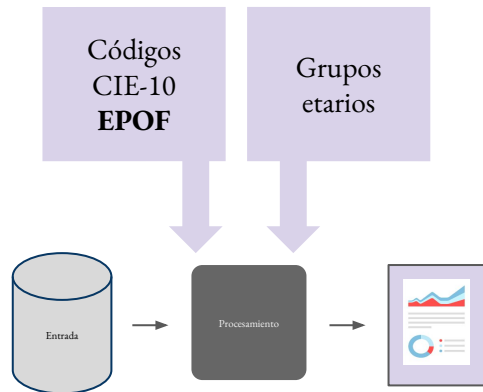 Códigos
CIE-10
EPOF
Grupos
etarios
Entrada
Procesamiento